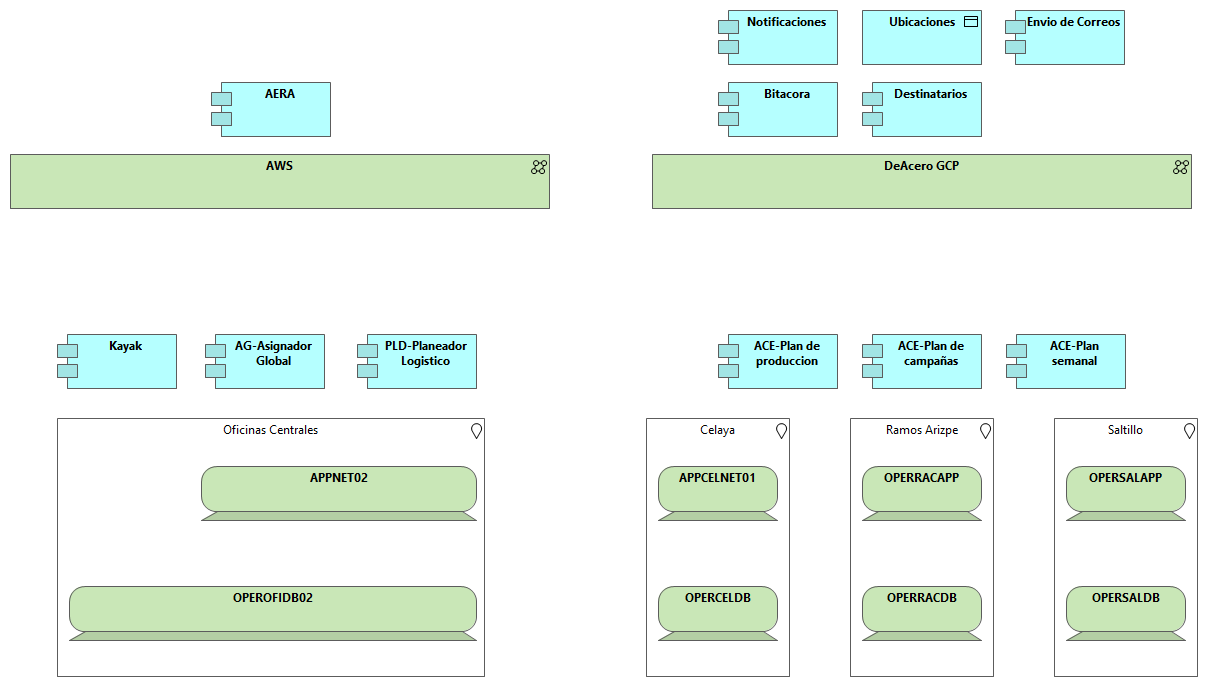 Notificaciones
Ubicaciones
Envio de Correos
AERA
Bitacora
Destinatarios
AWS
DeAcero GCP
Kayak
AG-Asignador
Global
PLD-Planeador
Logistico
ACE-Plan de
produccion
ACE-Plan de
campañas
ACE-Plan
semanal
Oficinas Centrales
Celaya
Ramos Arizpe
Saltillo
APPNET02
APPCELNET01
OPERRACAPP
OPERSALAPP
OPEROFIDB02
OPERCELDB
OPERRACDB
OPERSALDB